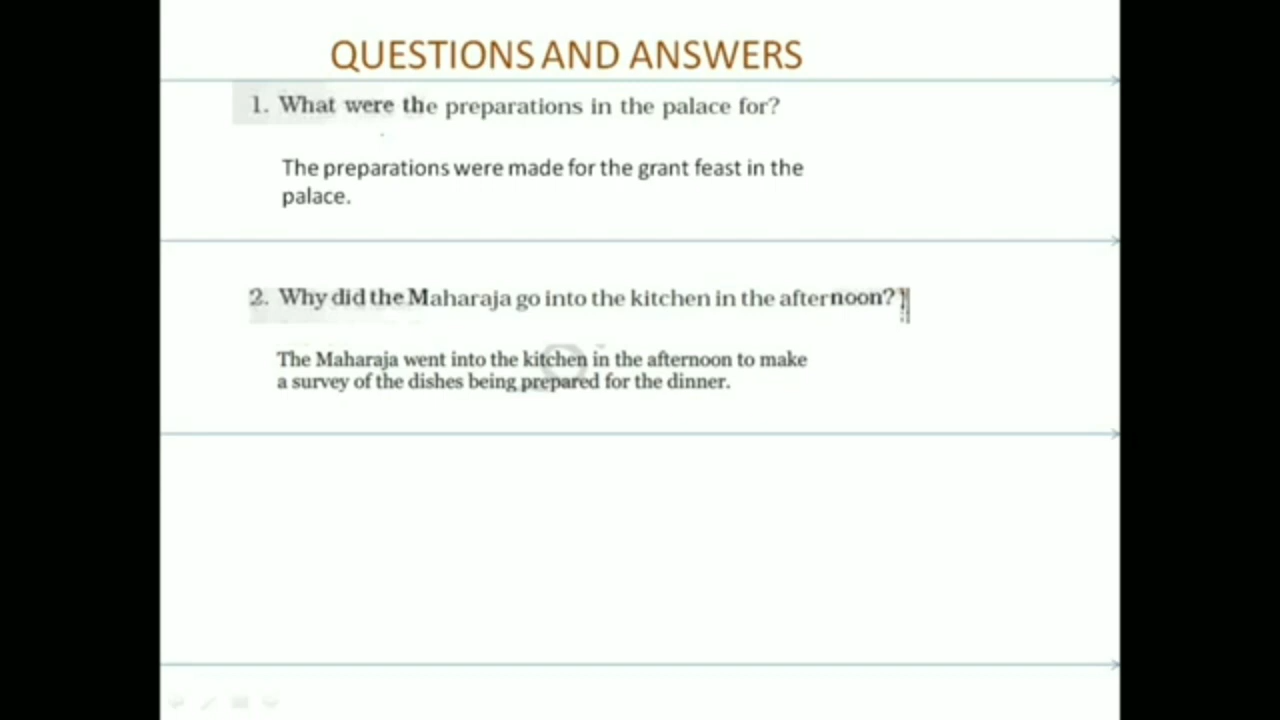 QUESTIONS AND ANSWERS
1. What were the preparations in the palace for?
The preparations were made for the grant feast in the
palace.
2. Why did the Maharaja go into the kitchen in the afternoon?
The Maharaja went into the kitchen in the afternoon to make
a survey of the dishes being prepared for the dinner.